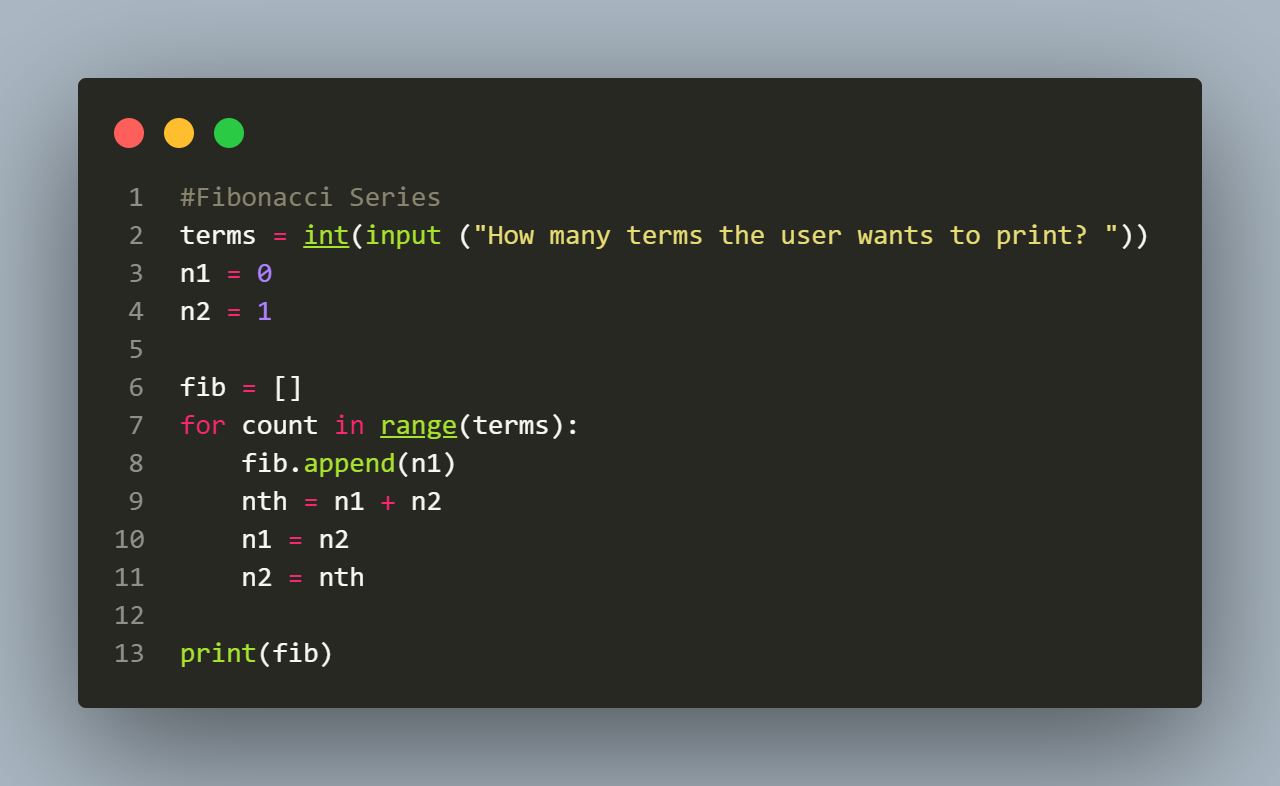 1 #Fibonacci Series
2 terms = int(input ("How many terms the user wants to print? "))
3 n1 = 0
4 n2 = 1
5
6 fib = []
7 for count in range(terms):
8     fib.append(n1)
9     nth = n1 + n2
10     n1 = n2
11     n2 = nth
12
13 print(fib)